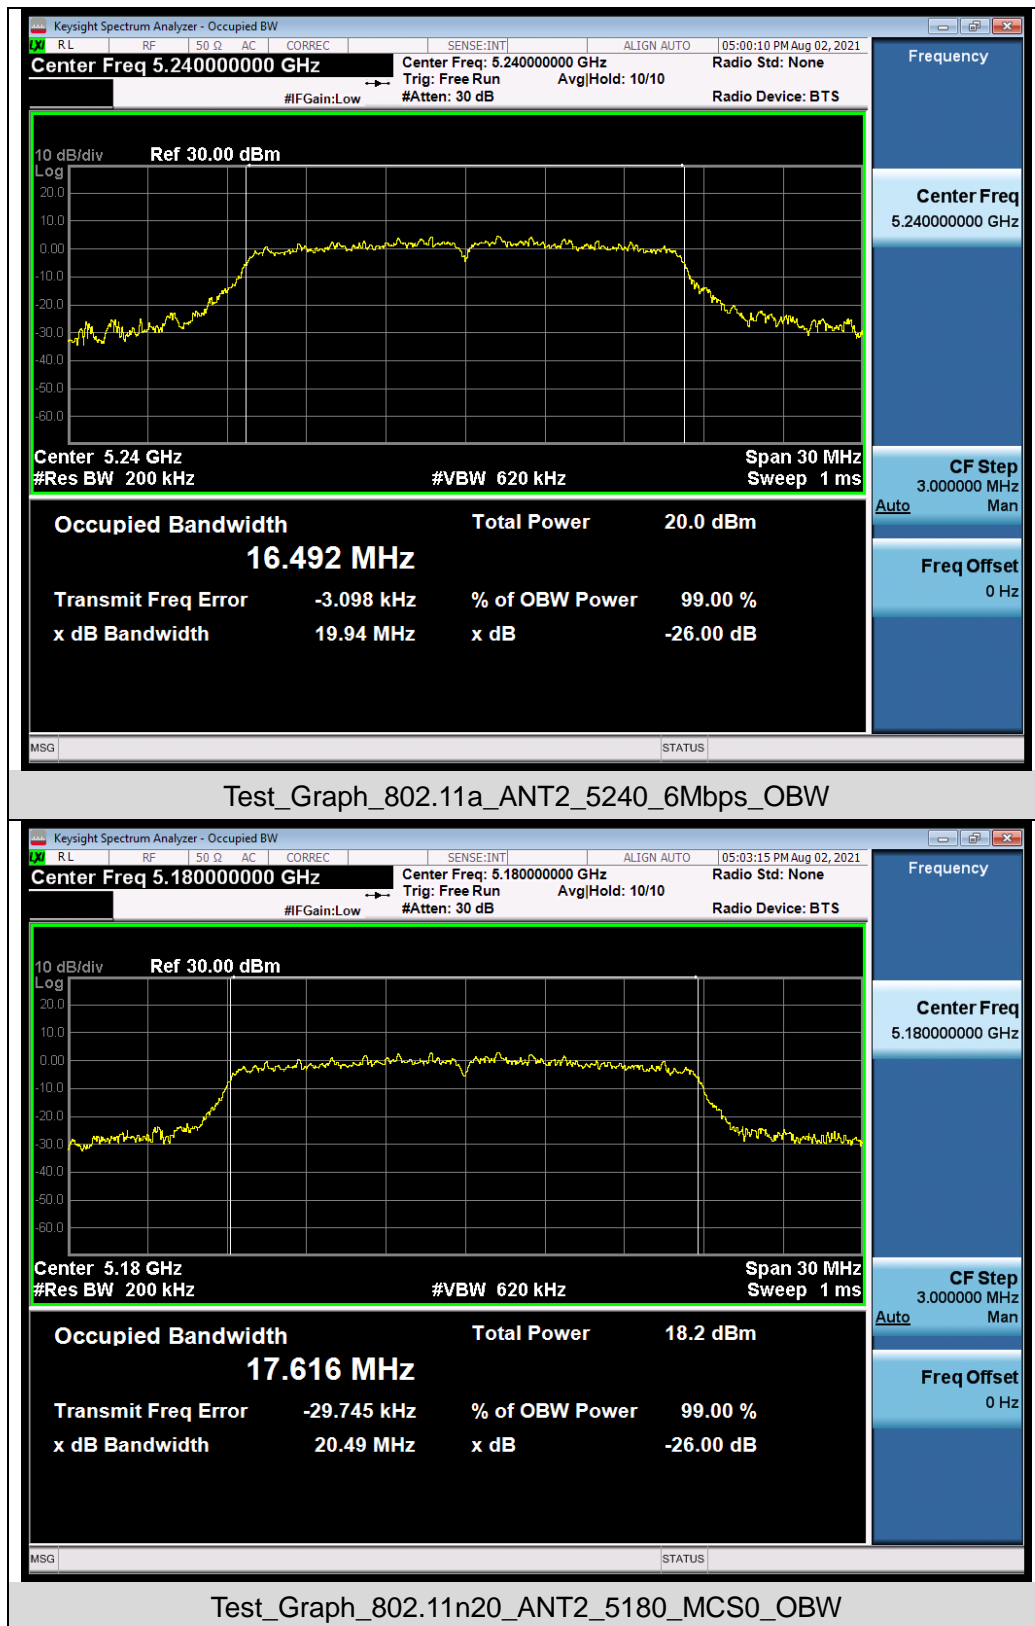 Keysight Spectrum Analyzer - Occupied BW
LXI RL RF 50 Ω AC CORREC SENSE:INT ALIGN AUTO 05:00:10 PM Aug 02, 2021
Center Freq 5.240000000 GHz
Center Freq: 5.240000000 GHz Radio Std: None
Trig: Free Run Avg|Hold: 10/10
#IFGain:Low #Atten: 30 dB Radio Device: BTS
10 dB/div Ref 30.00 dBm
Log
20.0
10.0
0.00
-10.0
-20.0
-30.0
-40.0
-50.0
-60.0
Center 5.24 GHz Span 30 MHz
#Res BW 200 kHz #VBW 620 kHz Sweep 1 ms
Occupied Bandwidth Total Power 20.0 dBm
16.492 MHz
Transmit Freq Error -3.098 kHz % of OBW Power 99.00 %
x dB Bandwidth 19.94 MHz x dB -26.00 dB
MSG STATUS
Frequency
Center Freq
5.240000000 GHz
CF Step
3.000000 MHz
Auto Man
Freq Offset
0 Hz
Test_Graph_802.11a_ANT2_5240_6Mbps_OBW
Keysight Spectrum Analyzer - Occupied BW
LXI RL RF 50 Ω AC CORREC SENSE:INT ALIGN AUTO 05:03:15 PM Aug 02, 2021
Center Freq 5.180000000 GHz
Center Freq: 5.180000000 GHz Radio Std: None
Trig: Free Run Avg|Hold: 10/10
#IFGain:Low #Atten: 30 dB Radio Device: BTS
10 dB/div Ref 30.00 dBm
Log
20.0
10.0
0.00
-10.0
-20.0
-30.0
-40.0
-50.0
-60.0
Center 5.18 GHz Span 30 MHz
#Res BW 200 kHz #VBW 620 kHz Sweep 1 ms
Occupied Bandwidth Total Power 18.2 dBm
17.616 MHz
Transmit Freq Error -29.745 kHz % of OBW Power 99.00 %
x dB Bandwidth 20.49 MHz x dB -26.00 dB
MSG STATUS
Frequency
Center Freq
5.180000000 GHz
CF Step
3.000000 MHz
Auto Man
Freq Offset
0 Hz
Test_Graph_802.11n20_ANT2_5180_MCS0_OBW